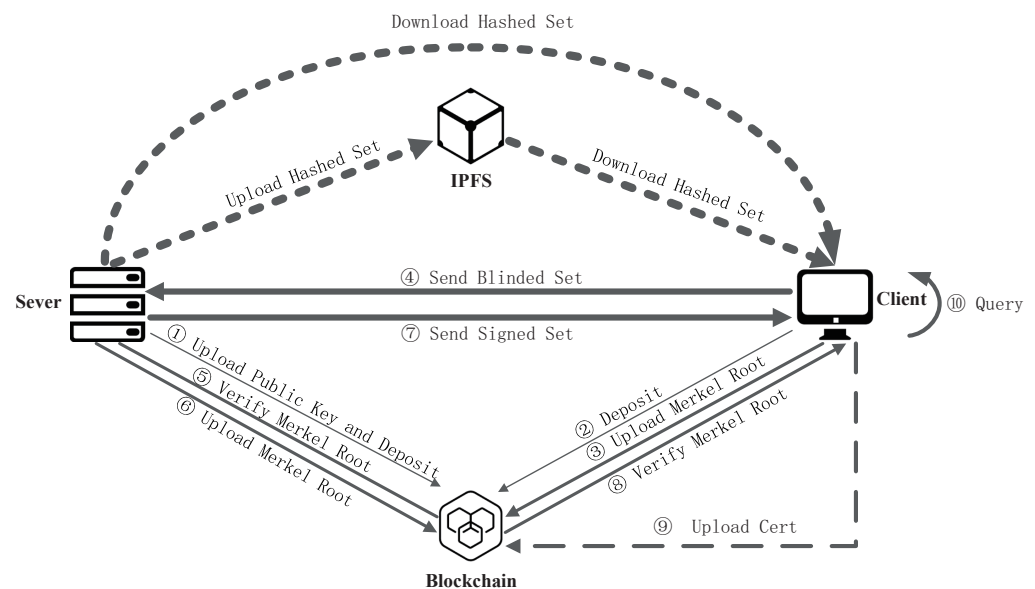 Download Hashed Set
Upload Hashed Set
IPFS
Download Hashed Set
Sever
④ Send Blinded Set
Client
⑩ Query
⑦ Send Signed Set
① Upload Public Key and Deposit
⑤ Verify Merkel Root
⑥ Upload Merkel Root
② Deposit
③ Upload Merkel Root
⑧ Verify Merkel Root
⑨ Upload Cert
Blockchain